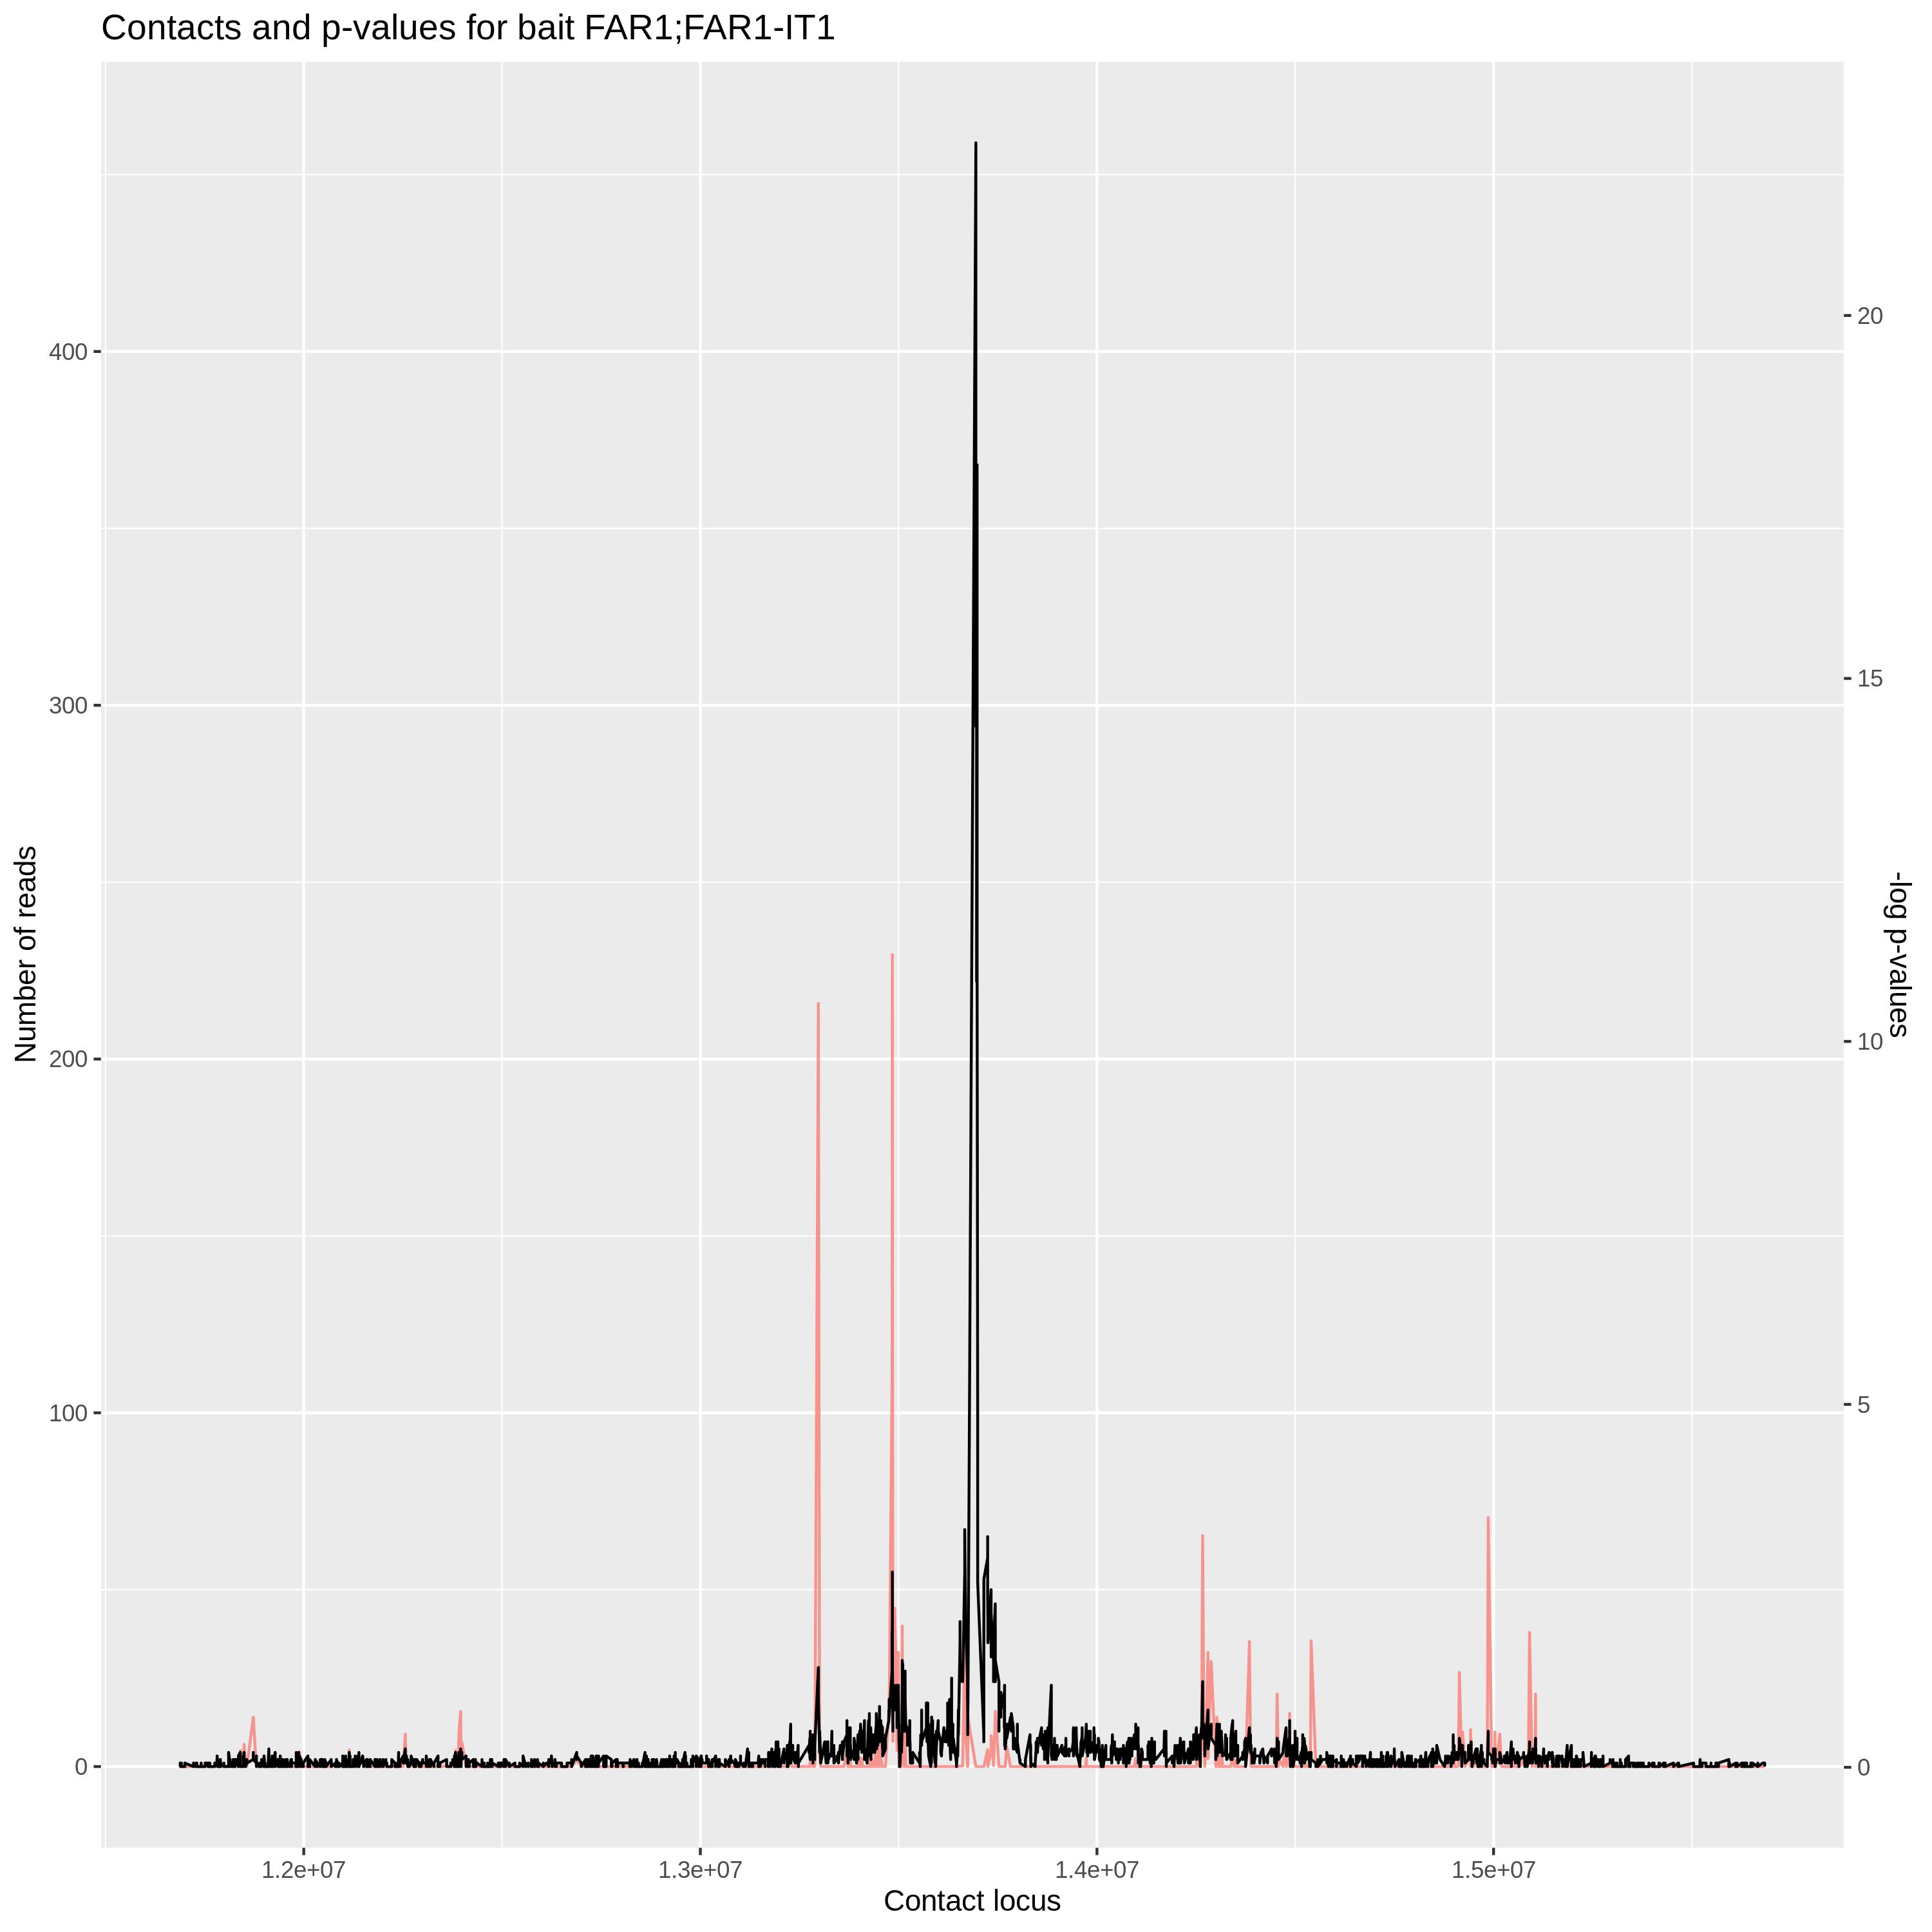 Contacts and p-values for bait FAR1;FAR1-IT1
Number of reads
400
300
200
100
0
20
15
10
5
0
-log p-values
1.2e+07
1.3e+07
1.4e+07
1.5e+07
Contact locus